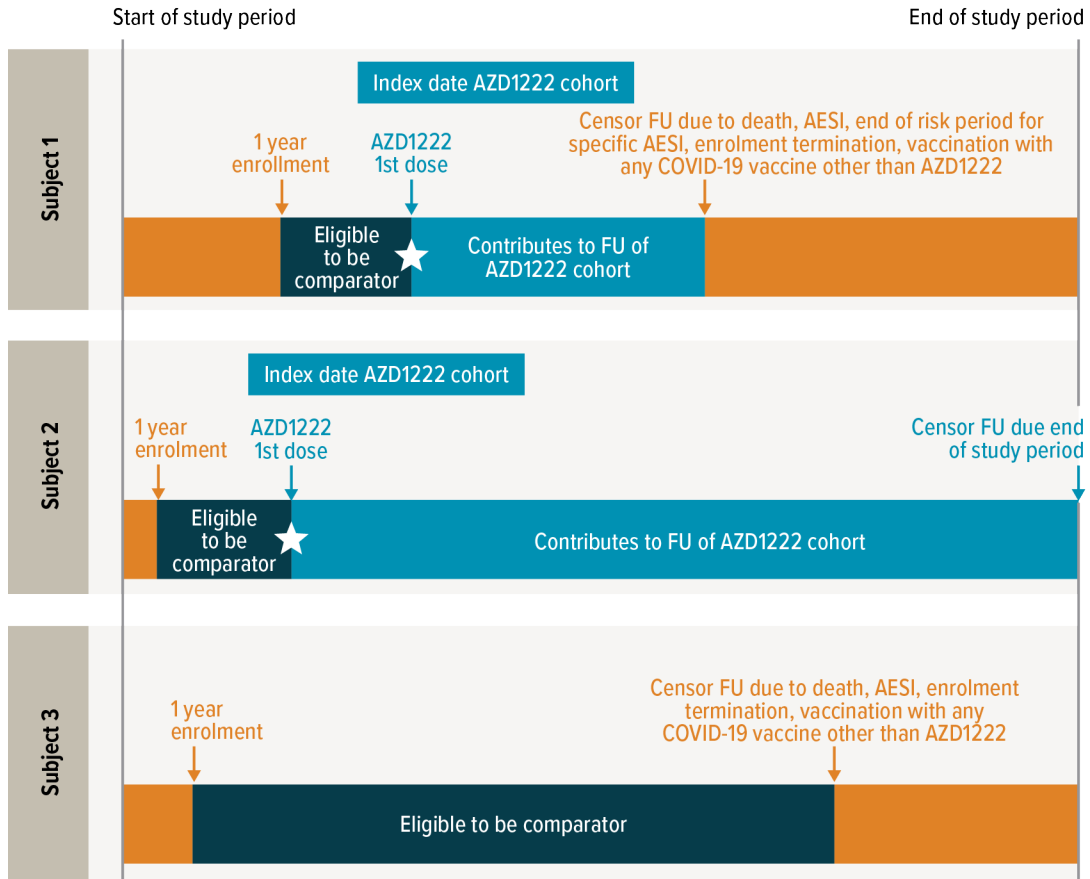 Start of study period
End of study period
Subject 1
Index date AZD1222 cohort
1 year
enrollment
AZD1222
1st dose
Censor FU due to death, AESI, end of risk period for
specific AESI, enrolment termination, vaccination with
any COVID-19 vaccine other than AZD1222
Eligible
to be
comparator
Contributes to FU of
AZD1222 cohort
Subject 2
Index date AZD1222 cohort
1 year
enrolment
AZD1222
1st dose
Censor FU due end
of study period
Eligible
to be
comparator
Contributes to FU of AZD1222 cohort
Subject 3
1 year
enrolment
Censor FU due to death, AESI, enrolment
termination, vaccination with any
COVID-19 vaccine other than AZD1222
Eligible to be comparator